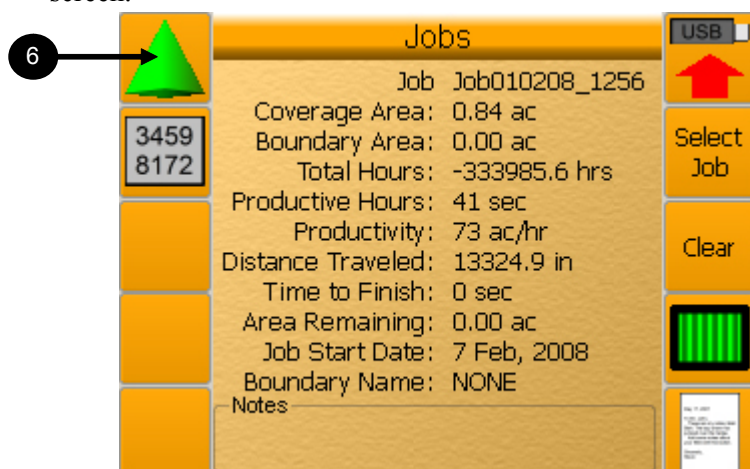 screen.
6
Jobs
USB
3459
8172
Select
Job
Clear
Job Job010208_1256
Coverage Area: 0.84 ac
Boundary Area: 0.00 ac
Total Hours: -333985.6 hrs
Productive Hours: 41 sec
Productivity: 73 ac/hr
Distance Traveled: 13324.9 in
Time to Finish: 0 sec
Area Remaining: 0.00 ac
Job Start Date: 7 Feb, 2008
Boundary Name: NONE
Notes